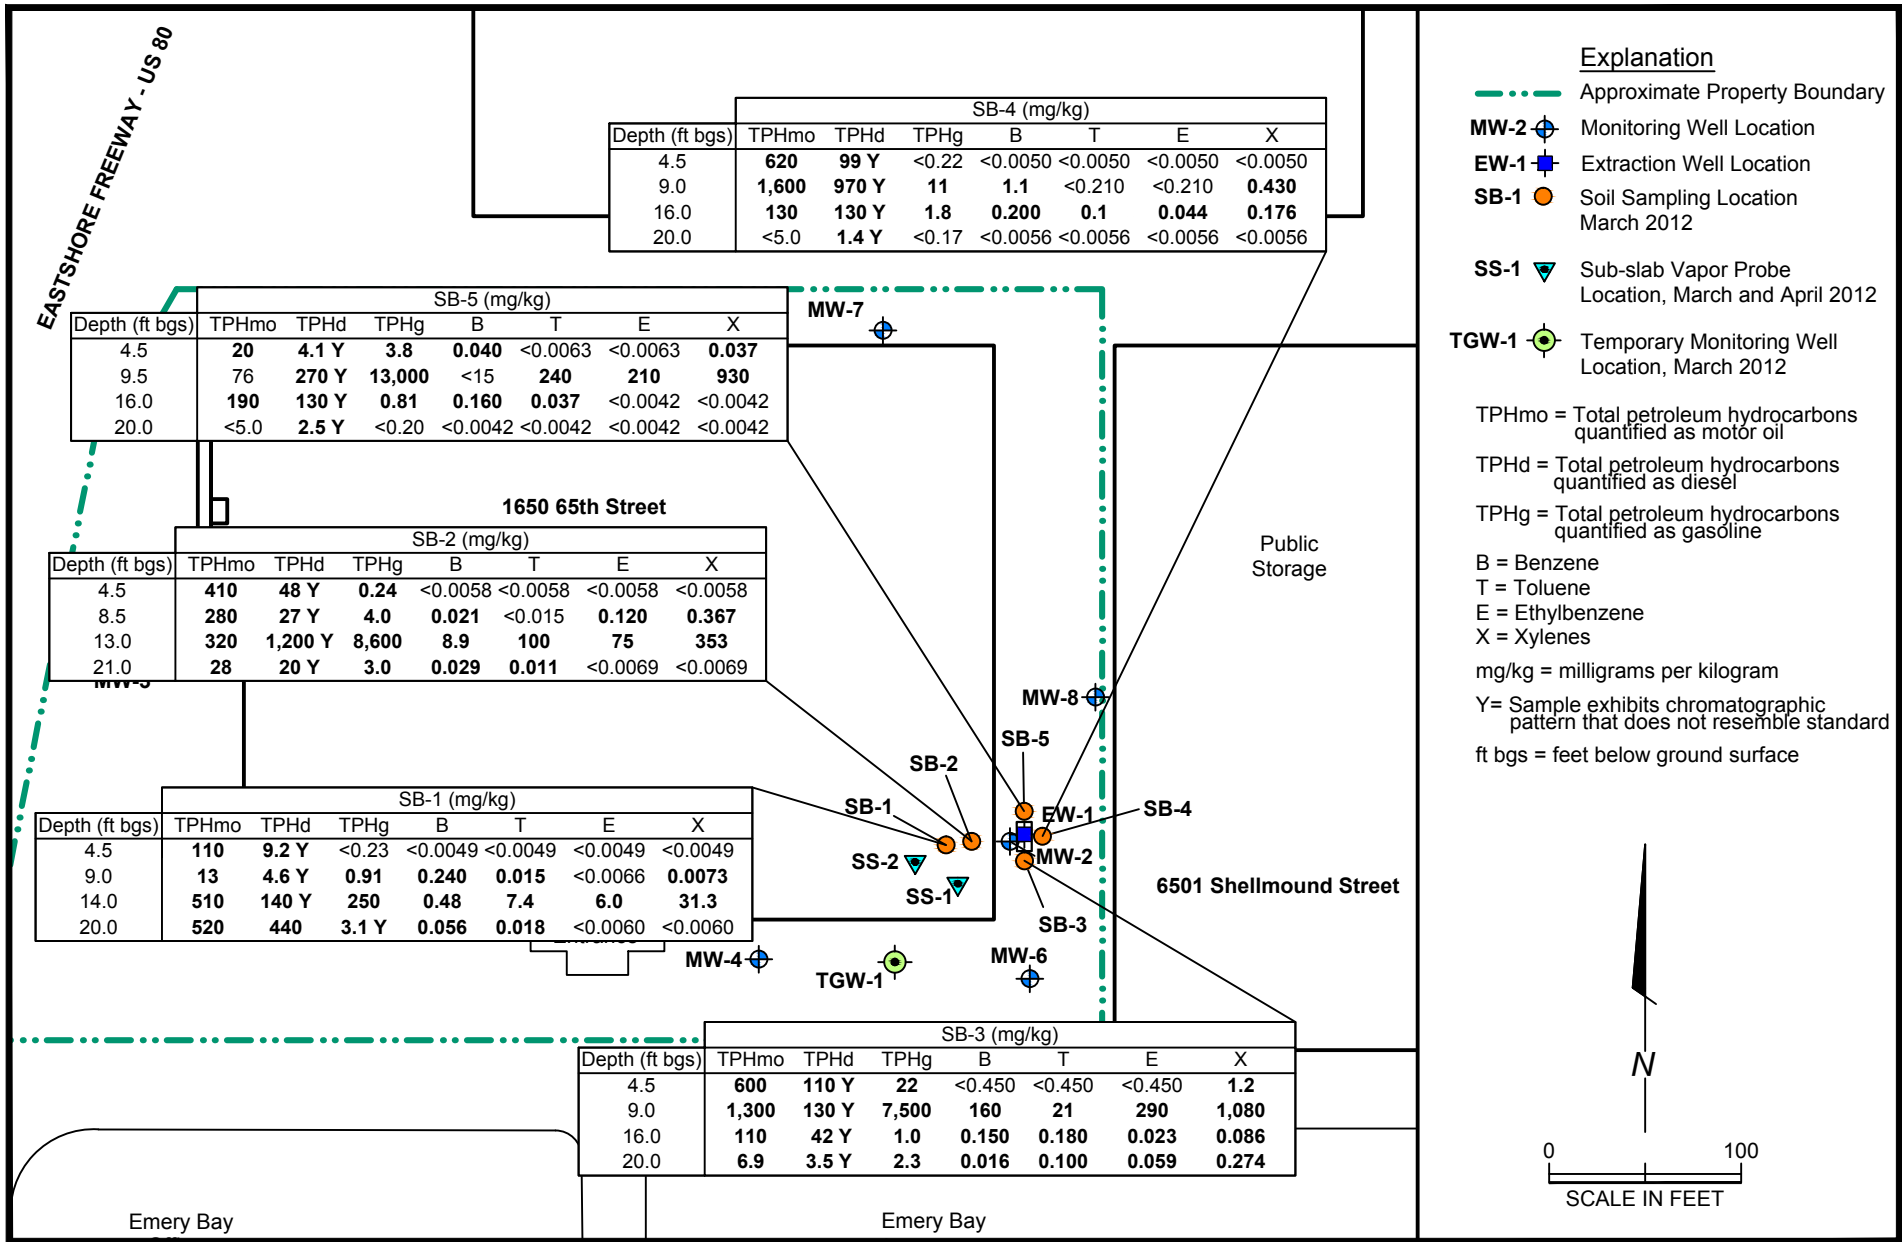 EASTSHORE FREEWAY - US 80
SB-4 (mg/kg)
Depth (ft bgs) TPHmo TPHd TPHg B T E X
4.5 620 99 Y <0.22 <0.0050 <0.0050 <0.0050 <0.0050
9.0 1,600 970 Y 11 1.1 <0.210 <0.210 0.430
16.0 130 130 Y 1.8 0.200 0.1 0.044 0.176
20.0 <5.0 1.4 Y <0.17 <0.0056 <0.0056 <0.0056 <0.0056
SB-5 (mg/kg)
Depth (ft bgs) TPHmo TPHd TPHg B T E X
4.5 20 4.1 Y 3.8 0.040 <0.0063 <0.0063 0.037
9.5 76 270 Y 13,000 <15 240 210 930
16.0 190 130 Y 0.81 0.160 0.037 <0.0042 <0.0042
20.0 <5.0 2.5 Y <0.20 <0.0042 <0.0042 <0.0042 <0.0042
MW-7
1650 65th Street
SB-2 (mg/kg)
Depth (ft bgs) TPHmo TPHd TPHg B T E X
4.5 410 48 Y 0.24 <0.0058 <0.0058 <0.0058 <0.0058
8.5 280 27 Y 4.0 0.021 <0.015 0.120 0.367
13.0 320 1,200 Y 8,600 8.9 100 75 353
21.0 28 20 Y 3.0 0.029 0.011 <0.0069 <0.0069
Public
Storage
MW-8
SB-5
SB-2
SB-1
EW-1
SB-4
MW-2
SS-2
SS-1
SB-3
6501 Shellmound Street
SB-1 (mg/kg)
Depth (ft bgs) TPHmo TPHd TPHg B T E X
4.5 110 9.2 Y <0.23 <0.0049 <0.0049 <0.0049 <0.0049
9.0 13 4.6 Y 0.91 0.240 0.015 <0.0066 0.0073
14.0 510 140 Y 250 0.48 7.4 6.0 31.3
20.0 520 440 3.1 Y 0.056 0.018 <0.0060 <0.0060
MW-4
TGW-1
MW-6
SB-3 (mg/kg)
Depth (ft bgs) TPHmo TPHd TPHg B T E X
4.5 600 110 Y 22 <0.450 <0.450 <0.450 1.2
9.0 1,300 130 Y 7,500 160 21 290 1,080
16.0 110 42 Y 1.0 0.150 0.180 0.023 0.086
20.0 6.9 3.5 Y 2.3 0.016 0.100 0.059 0.274
Emery Bay
Emery Bay
Explanation
Approximate Property Boundary
MW-2 Monitoring Well Location
EW-1 Extraction Well Location
SB-1 Soil Sampling Location
March 2012
SS-1 Sub-slab Vapor Probe
Location, March and April 2012
TGW-1 Temporary Monitoring Well
Location, March 2012
TPHmo = Total petroleum hydrocarbons
quantified as motor oil
TPHd = Total petroleum hydrocarbons
quantified as diesel
TPHg = Total petroleum hydrocarbons
quantified as gasoline
B = Benzene
T = Toluene
E = Ethylbenzene
X = Xylenes
mg/kg = milligrams per kilogram
Y= Sample exhibits chromatographic
pattern that does not resemble standard
ft bgs = feet below ground surface
N
0 100
SCALE IN FEET